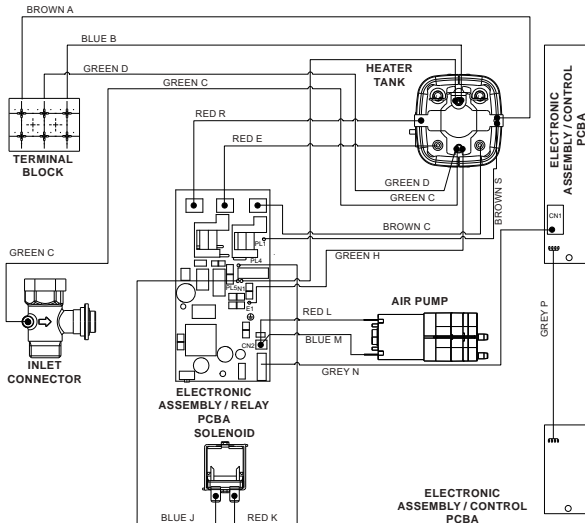 BROWN A
BLUE B
GREEN D
GREEN C
HEATER
TANK
RED R
RED E
TERMINAL
BLOCK
ELECTRONIC
ASSEMBLY / CONTROL
PCBA
GREEN D
GREEN C
BROWN S
BROWN C
CN1
GREEN C
PL1
GREEN H
PL4
PL5
N1
E1
RED L
AIR PUMP
BLUE M
CN2
GREY P
INLET
CONNECTOR
GREY N
ELECTRONIC
ASSEMBLY / RELAY
PCBA
SOLENOID
BLUE J
RED K
ELECTRONIC
ASSEMBLY / CONTROL
PCBA